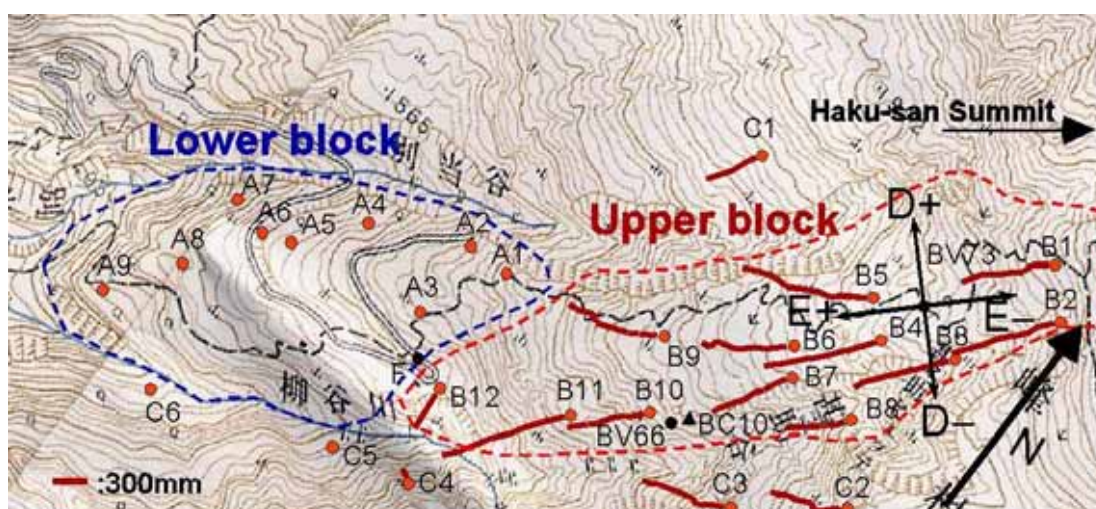 1565
別当谷
Haku-san Summit
C1
Lower block
Upper block
D+
A7
A6
A5
A4
A2
A1
A8
A9
A3
BV73
B1
B5
E+
E-
B2
B9
B6
B4
B7
B12
B11
B10
BV66
BC10
B8
D-
N
C6
柳谷川
C5
C4
C3
C2
:300mm